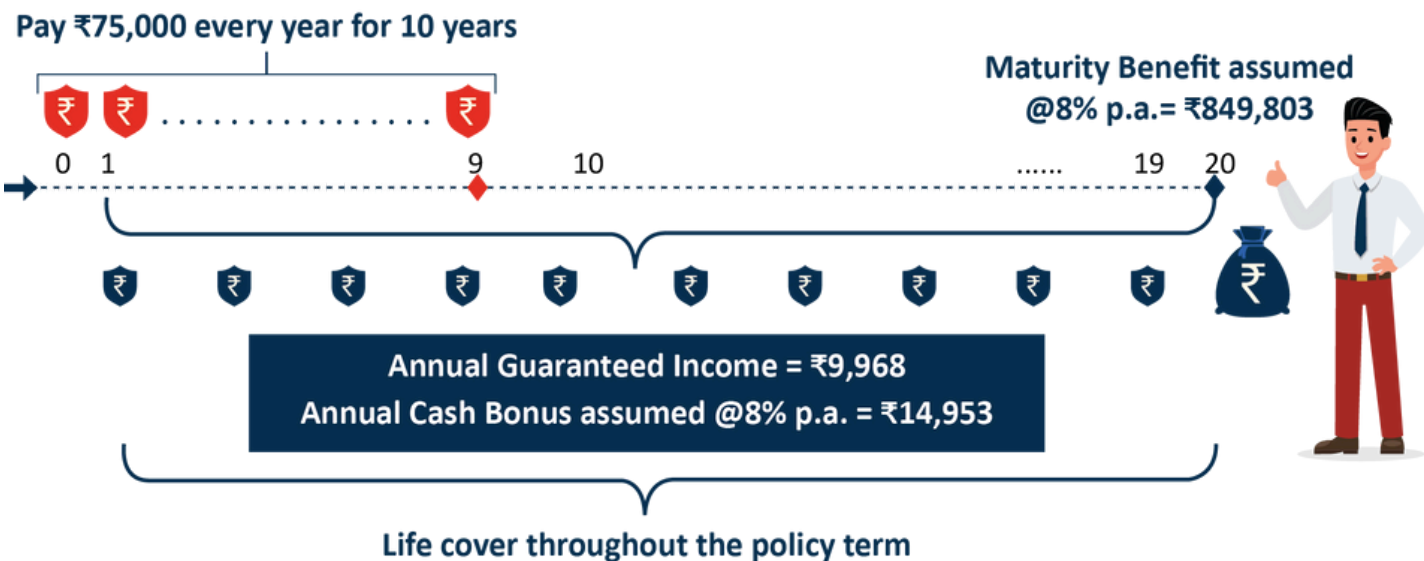 Pay ₹75,000 every year for 10 years
Maturity Benefit assumed
@8% p.a.= ₹849,803
₹ ₹ ................ ₹
0 1 9 10 ...... 19 20
₹ ₹ ₹ ₹ ₹ ₹ ₹ ₹ ₹ ₹ ₹
Annual Guaranteed Income = ₹9,968
Annual Cash Bonus assumed @8% p.a. = ₹14,953
Life cover throughout the policy term